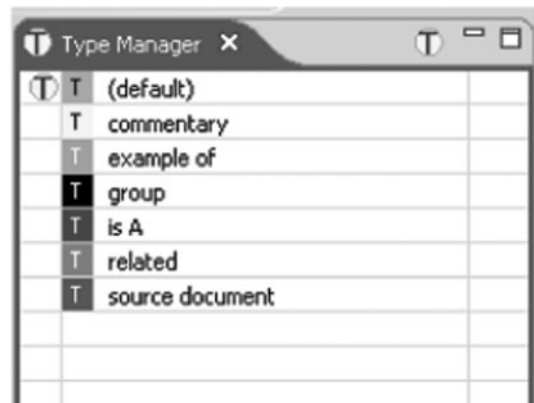 T Type Manager X T
T T (default)
T commentary
T example of
T group
T is A
T related
T source document